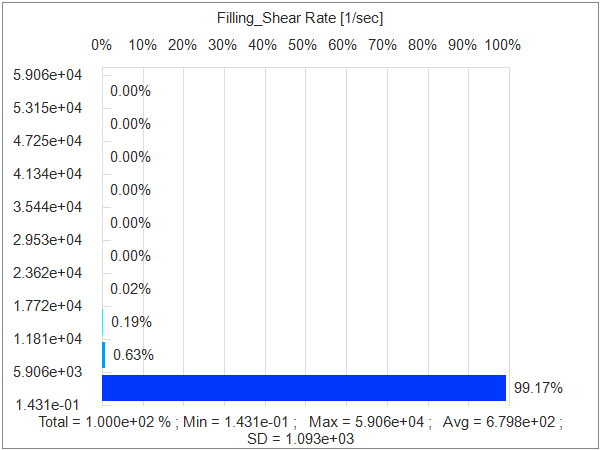 Filling_Shear Rate [1/sec]
0% 10% 20% 30% 40% 50% 60% 70% 80% 90% 100%
5.906e+04
0.00%
5.315e+04
0.00%
4.725e+04
0.00%
4.134e+04
0.00%
3.544e+04
0.00%
2.953e+04
0.00%
2.362e+04
0.02%
1.772e+04
0.19%
1.181e+04
0.63%
5.906e+03
99.17%
1.431e-01
Total = 1.000e+02 % ; Min = 1.431e-01 ; Max = 5.906e+04 ; Avg = 6.798e+02 ;
SD = 1.093e+03